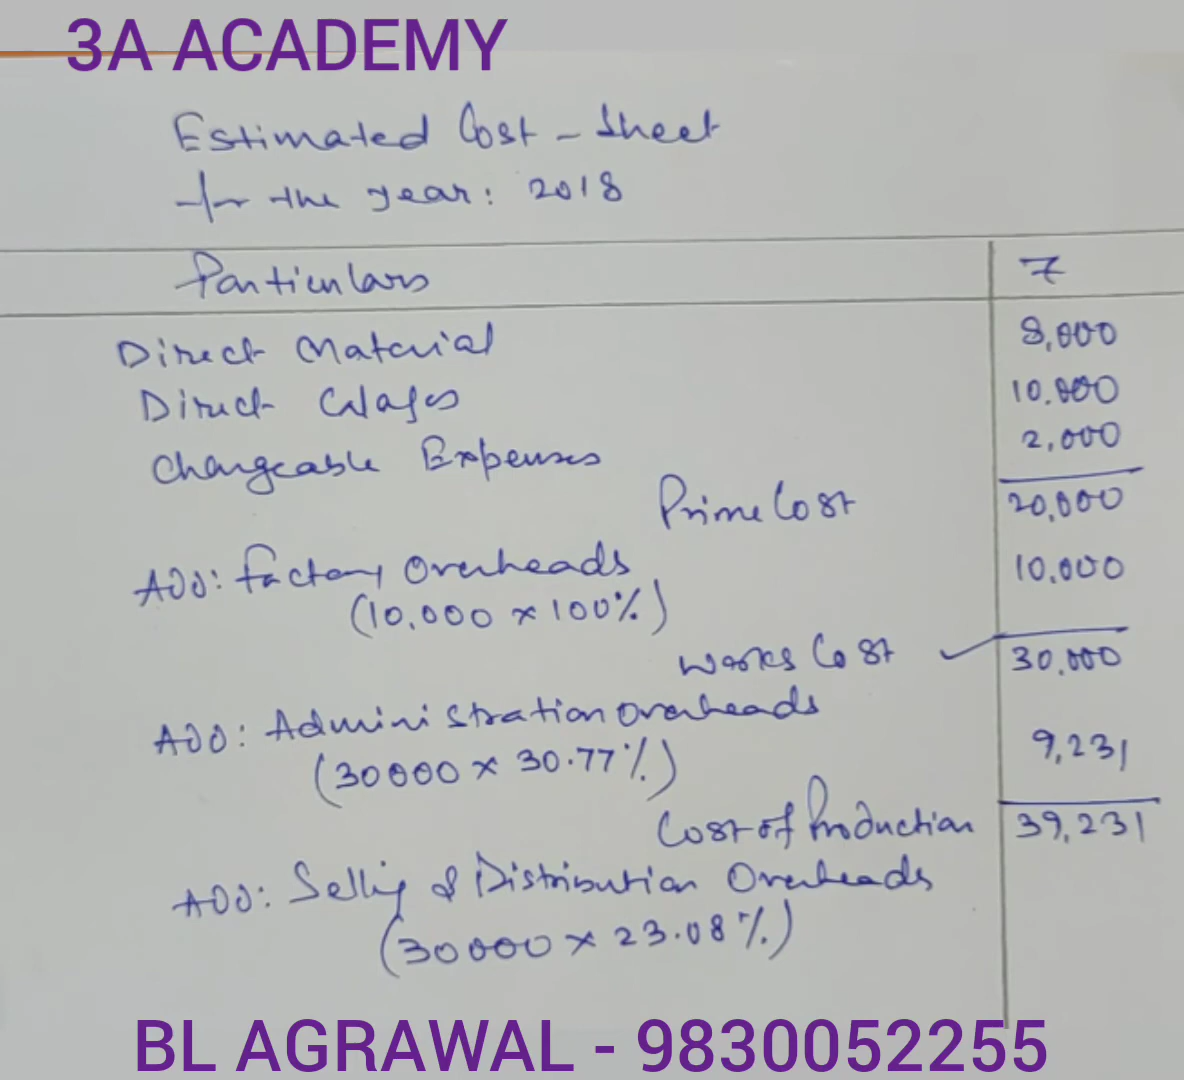 3A ACADEMY
Estimated Cost-Sheet
for the year: 2018
Particulars ₹
Direct Material 8,000
Direct Wages 10,000
Chargeable Expenses 2,000
Prime Cost 20,000
ADD: Factory Overheads 10,000
(10,000 × 100%)
Works Cost 30,000
ADD: Administration overheads
(30000 × 30.77%) 9,231
Cost of Production 39,231
ADD: Selling & Distribution Overheads
(30000 × 23.08%)
BL AGRAWAL - 9830052255